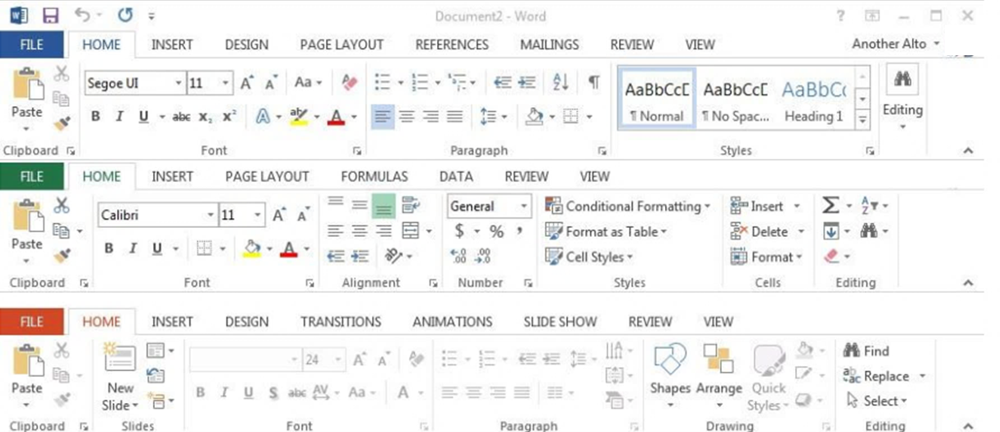 Document2 - Word
FILE HOME INSERT DESIGN PAGE LAYOUT REFERENCES MAILINGS REVIEW VIEW Another Alto
Segoe UI 11 A A Aa
Paste B I U abc X₂ X² A aby A
AaBbCcD AaBbCcD AaBbC
¶ Normal ¶ No Spac... Heading 1
Editing
Clipboard Font Paragraph Styles
FILE HOME INSERT PAGE LAYOUT FORMULAS DATA REVIEW VIEW
Calibri 11 A A General Conditional Formatting Insert Σ
$ % , Format as Table Delete
Paste B I U A Cell Styles Format
Clipboard Font Alignment Number Styles Cells Editing
FILE HOME INSERT DESIGN TRANSITIONS ANIMATIONS SLIDE SHOW REVIEW VIEW
24 A A Find
Replace
Paste New Slide B I U S abc AV Aa A Shapes Arrange Quick Styles Select
Clipboard Slides Font Paragraph Drawing Editing